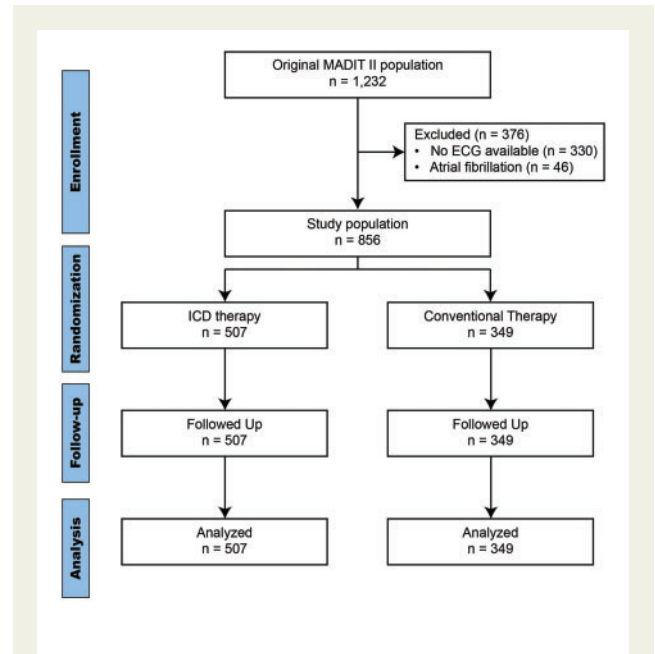 Enrollment
Original MADIT II population
n = 1,232
Excluded (n = 376)
• No ECG available (n = 330)
• Atrial fibrillation (n = 46)
Study population
n = 856
Randomization
ICD therapy
n = 507
Conventional Therapy
n = 349
Follow-up
Followed Up
n = 507
Followed Up
n = 349
Analysis
Analyzed
n = 507
Analyzed
n = 349